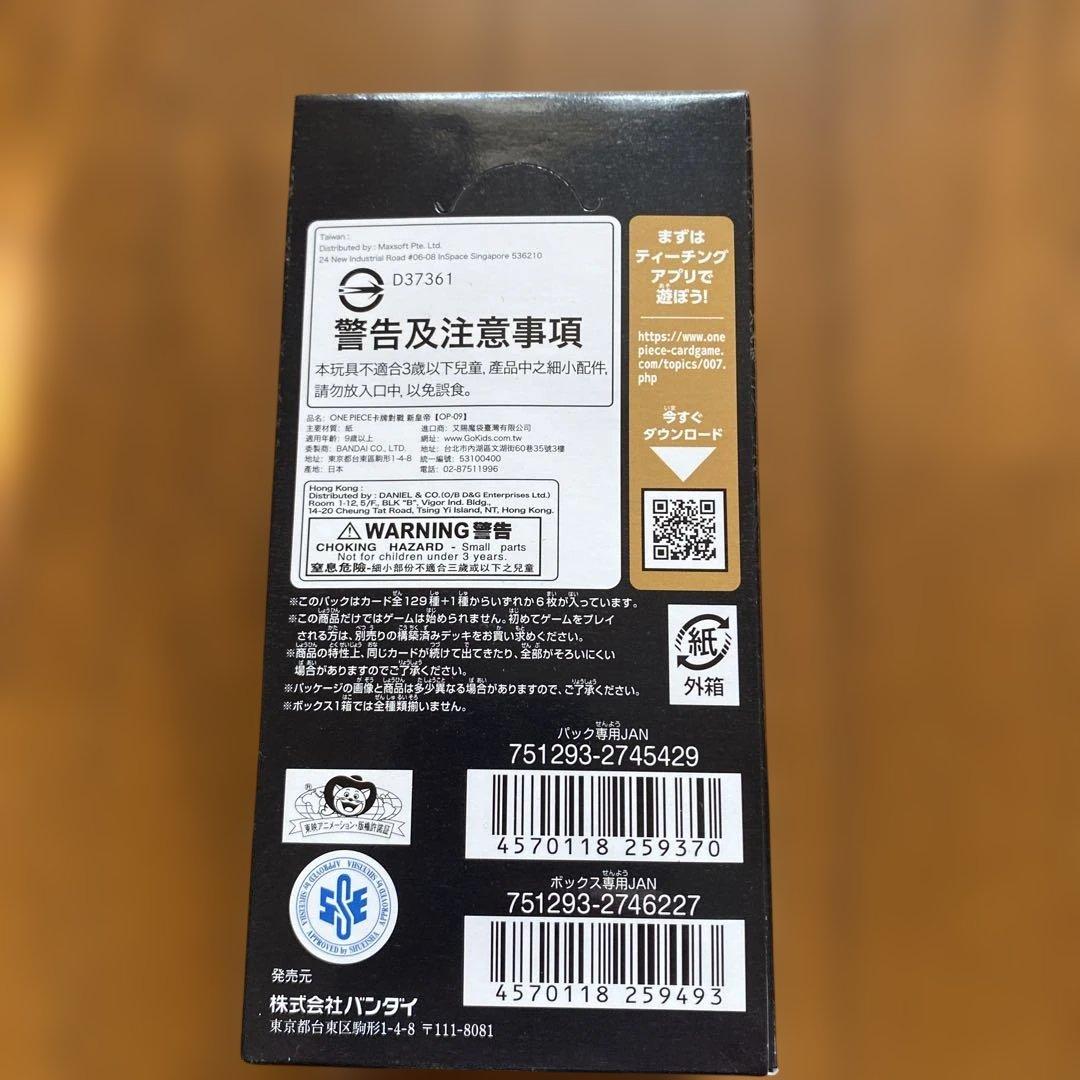 Taiwan :
Distributed by : Maxsoft Pte. Ltd.
24 New Industrial Road #06-08 InSpace Singapore 536210
D37361
警告及注意事項
本玩具不適合3歲以下兒童, 產品中之細小配件,
請勿放入口中, 以免誤食。
品名: ONE PIECE卡牌對戰 新皇帝【OP-09】
主要材質: 紙
適用年齡: 9歲以上
委製商: BANDAI CO., LTD.
地址: 東京都台東區駒形1-4-8
產地: 日本
進口商: 艾賜魔袋臺灣有限公司
網址: www.GoKids.com.tw
地址: 台北市內湖區文湖街60巷35號3樓
統一編號: 53100400
電話: 02-87511996
Hong Kong :
Distributed by : DANIEL & CO.(O/B D&G Enterprises Ltd.)
Room 1-12, 5/F., BLK "B", Vigor Ind. Bldg.,
14-20 Cheung Tat Road, Tsing Yi Island, NT, Hong Kong.
WARNING 警告
CHOKING HAZARD - Small parts
Not for children under 3 years.
窒息危險-細小部份不適合三歲或以下之兒童
まずは
ティーチング
アプリで
遊ぼう!
https://www.one
piece-cardgame.
com/topics/007.
php
今すぐ
ダウンロード
※このパックはカード全129種+1種からいずれか6枚が入っています。
※この商品だけではゲームは始められません。初めてゲームをプレイ
される方は、別売りの構築済みデッキをお買い求めください。
※商品の特性上、同じカードが続けて出てきたり、全部がそろいにくい
場合がありますのでご了承ください。
※パッケージの画像と商品は多少異なる場合がありますので、ご了承ください。
※ボックス1箱では全種類揃いません。
紙
外箱
パック専用JAN
751293-2745429
4570118 259370
ボックス専用JAN
751293-2746227
4570118 259493
東映アニメーション・版権許諾証
APPROVED by SHUEISHA
発売元
株式会社バンダイ
東京都台東区駒形1-4-8 〒111-8081